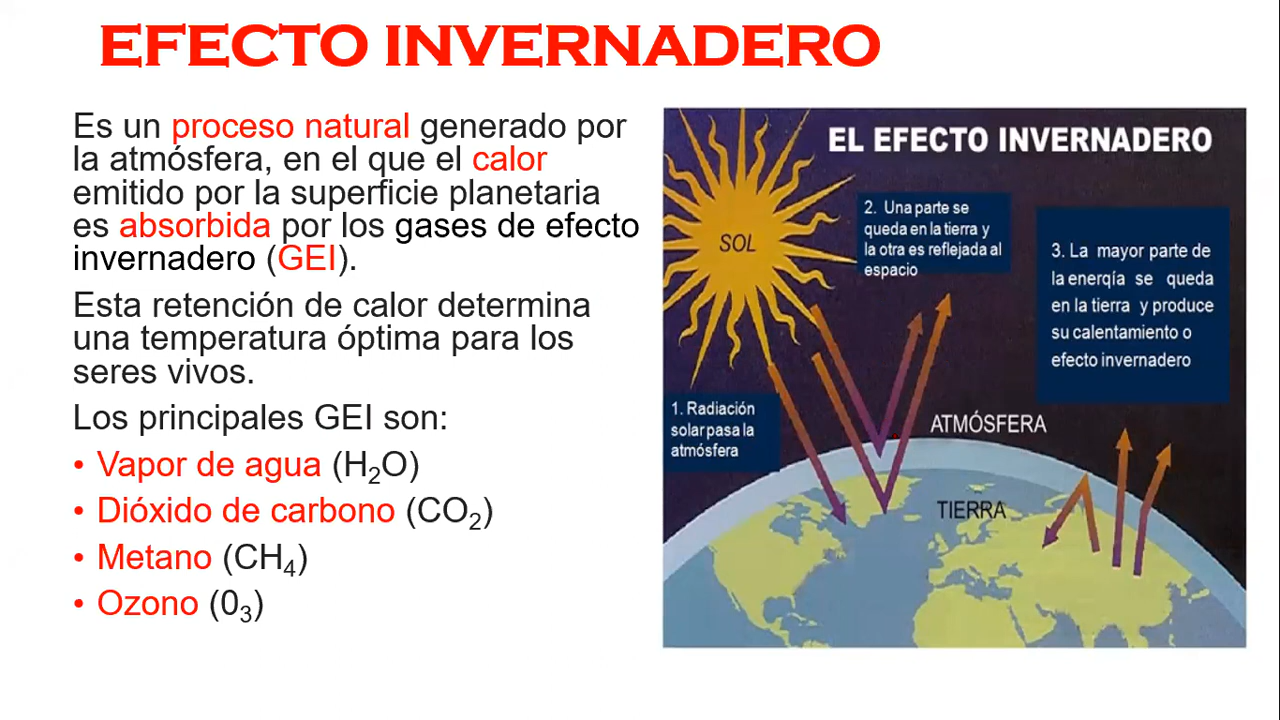 EFECTO INVERNADERO
Es un proceso natural generado por
la atmósfera, en el que el calor
emitido por la superficie planetaria
es absorbida por los gases de efecto
invernadero (GEI).
Esta retención de calor determina
una temperatura óptima para los
seres vivos.
Los principales GEI son:
• Vapor de agua (H₂O)
• Dióxido de carbono (CO₂)
• Metano (CH₄)
• Ozono (0₃)
EL EFECTO INVERNADERO
SOL
2. Una parte se
queda en la tierra y
la otra es reflejada al
espacio
3. La mayor parte de
la energía se queda
en la tierra y produce
su calentamiento o
efecto invernadero
1. Radiación
solar pasa la
atmósfera
ATMÓSFERA
TIERRA